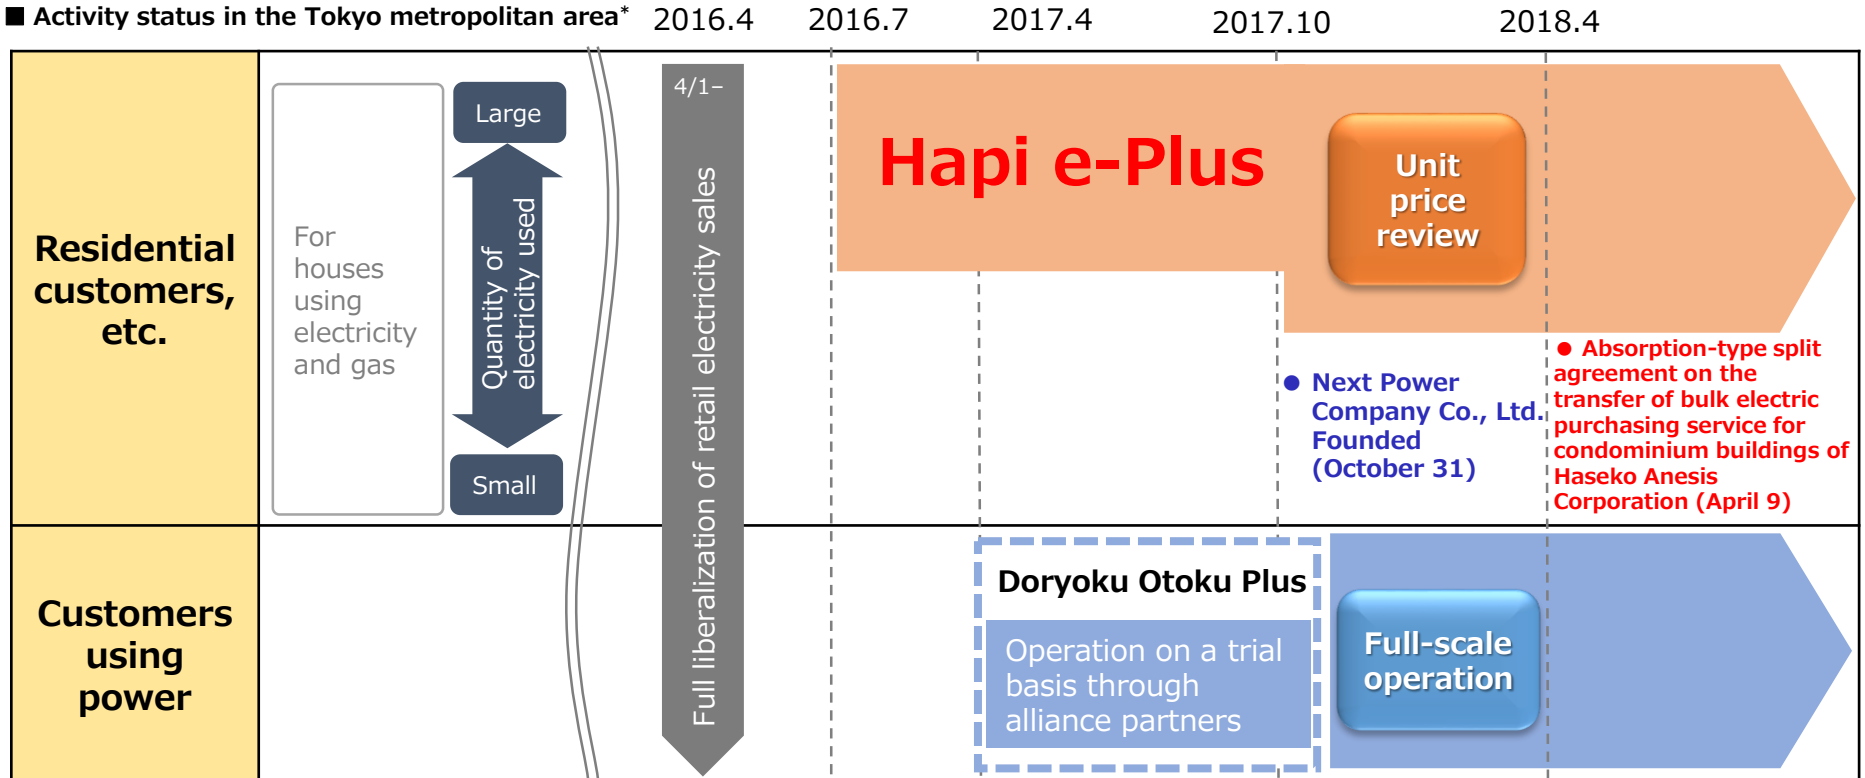 ■ Activity status in the Tokyo metropolitan area*
2016.4
2016.7
2017.4
2017.10
2018.4
Residential
customers,
etc.
For
houses
using
electricity
and gas
Large
Quantity of
electricity used
Small
4/1–
Full liberalization of retail electricity sales
Hapi e-Plus
Unit
price
review
● Next Power
Company Co., Ltd.
Founded
(October 31)
● Absorption-type split
agreement on the
transfer of bulk electric
purchasing service for
condominium buildings of
Haseko Anesis
Corporation (April 9)
Customers
using
power
Doryoku Otoku Plus
Operation on a trial
basis through
alliance partners
Full-scale
operation